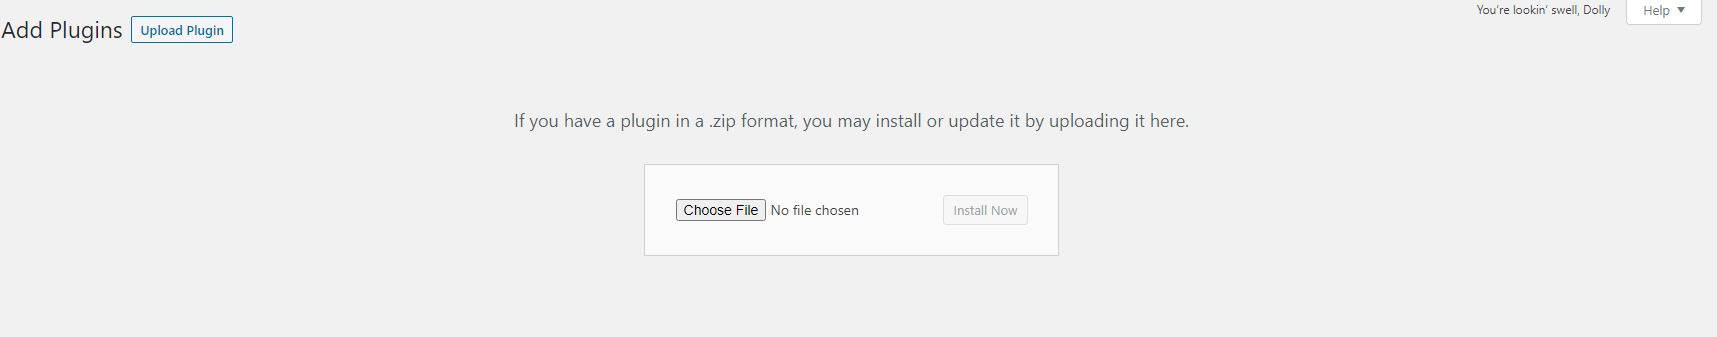 You're lookin' swell, Dolly
Help
Add Plugins
Upload Plugin
If you have a plugin in a .zip format, you may install or update it by uploading it here.
Choose File No file chosen
Install Now